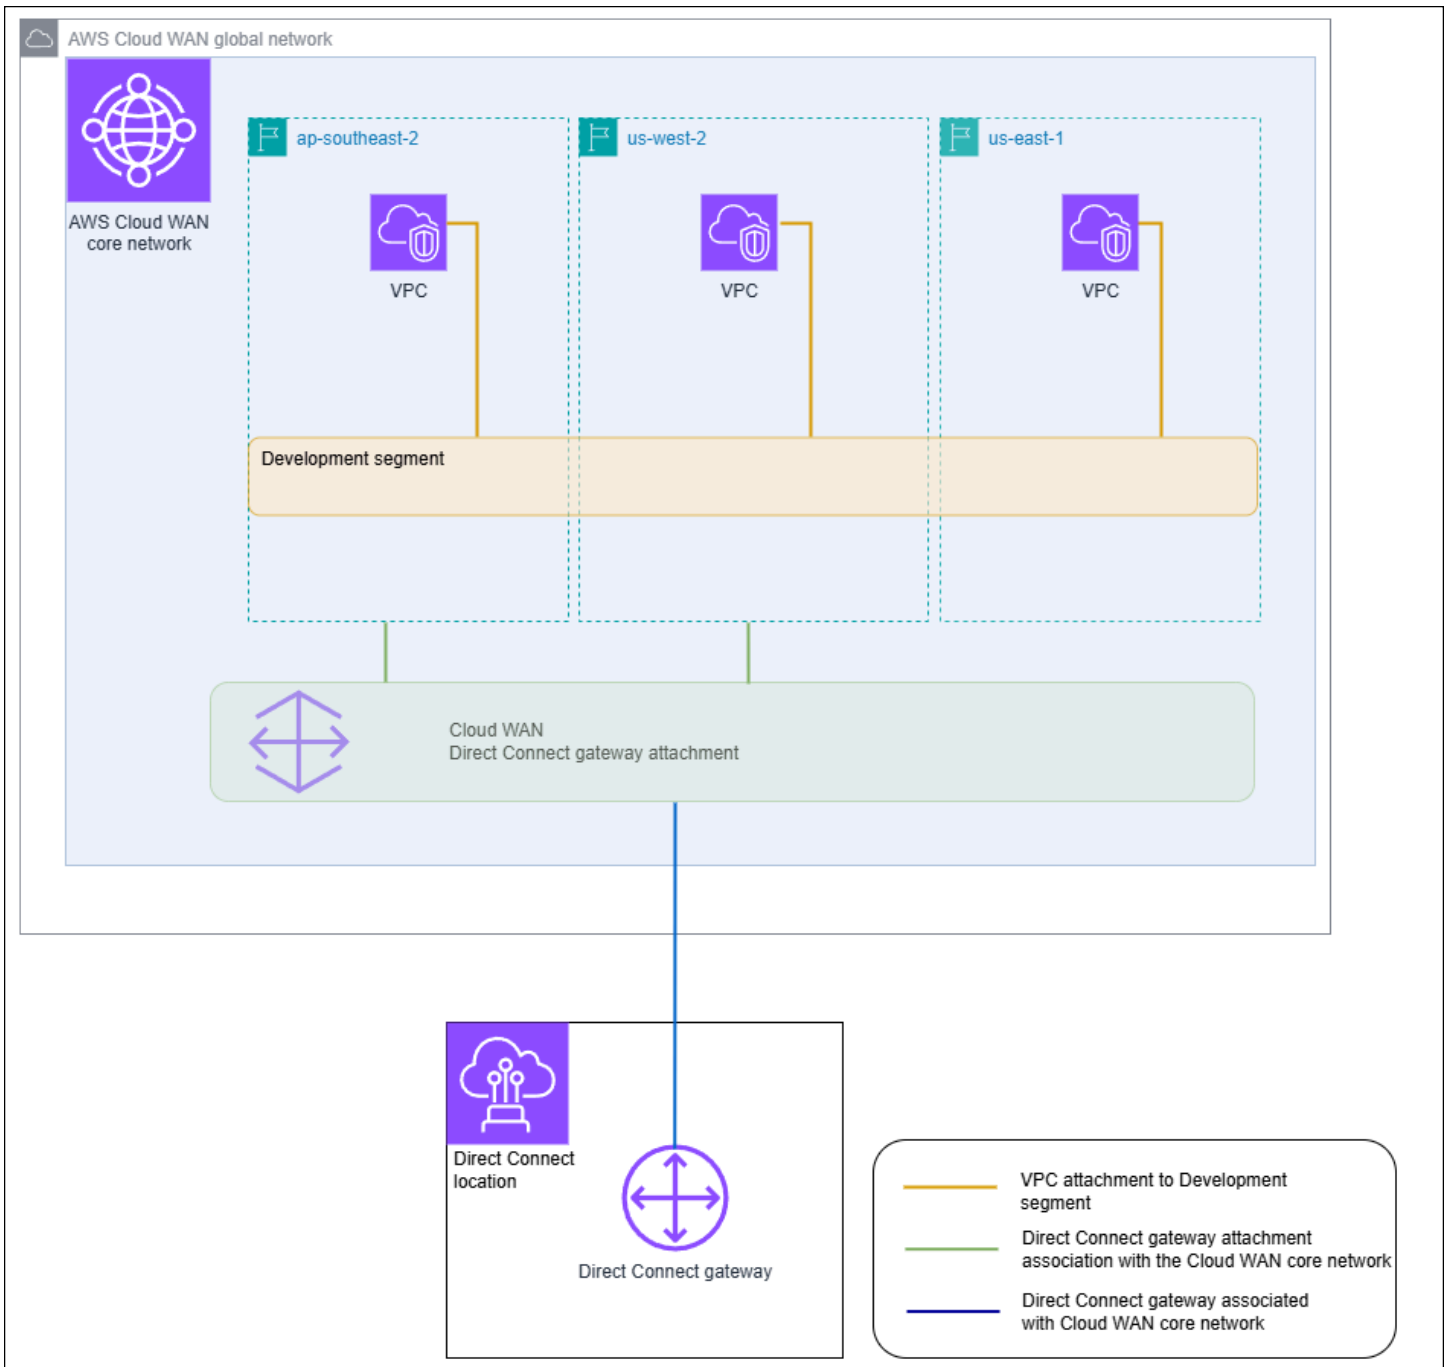 AWS Cloud WAN global network
AWS Cloud WAN
core network
ap-southeast-2
us-west-2
us-east-1
VPC
VPC
VPC
Development segment
Cloud WAN
Direct Connect gateway attachment
Direct Connect
location
Direct Connect gateway
VPC attachment to Development
segment
Direct Connect gateway attachment
association with the Cloud WAN core network
Direct Connect gateway associated
with Cloud WAN core network